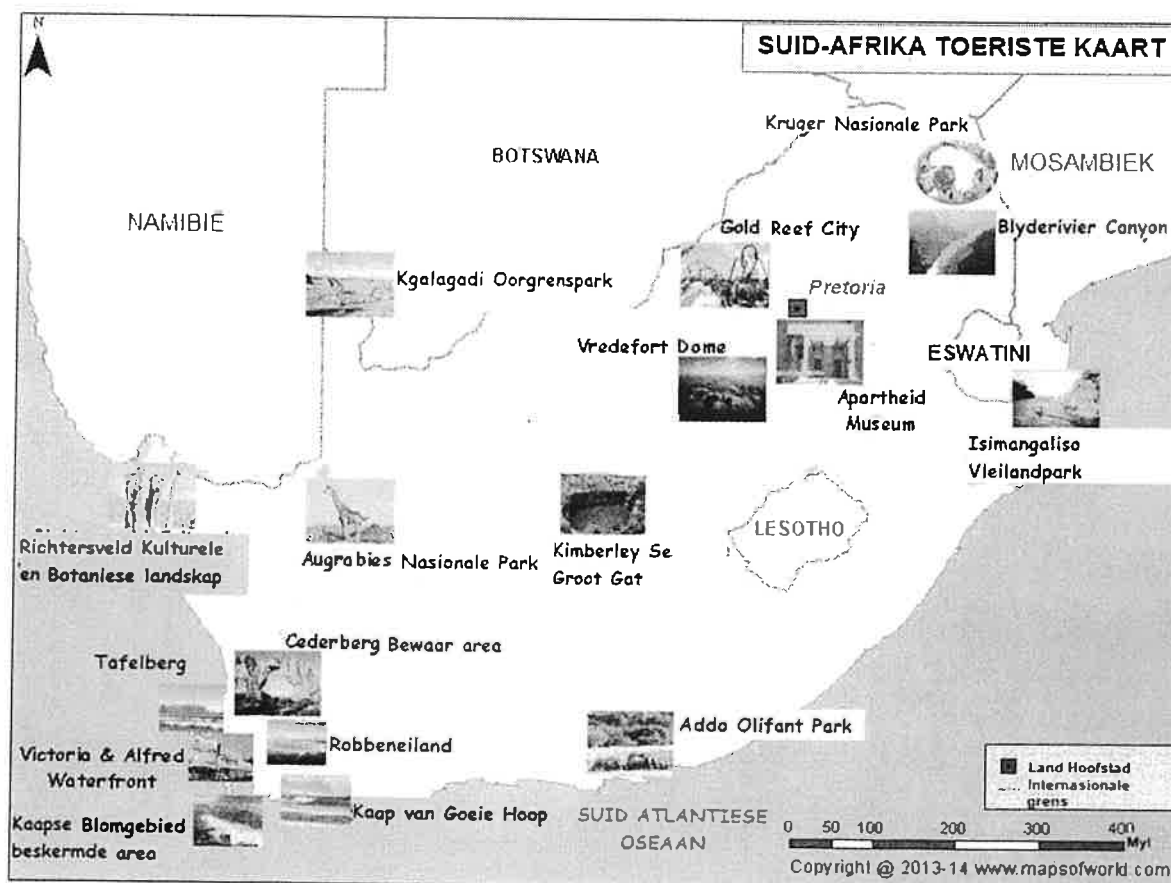 N
SUID-AFRIKA TOERISTE KAART
Kruger Nasionale Park
BOTSWANA
MOSAMBIEK
NAMIBIË
Gold Reef City
Blyderivier Canyon
Kgalagadi Oorgrenspark
Pretoria
Vredefort Dome
ESWATINI
Apartheid
Museum
Isimangaliso
Vleilandpark
LESOTHO
Richtersveld Kulturele
en Botaniese landskap
Augrabies Nasionale Park
Kimberley Se
Groot Gat
Cederberg Bewaar area
Tafelberg
Addo Olifant Park
Robbeneiland
Victoria & Alfred
Waterfront
Kaap van Goeie Hoop
Kaapse Blomgebied
beskermde area
SUID ATLANTIESE
OSEAAN
Land Hoofstad
Internasionale
grens
0 50 100 200 300 400
Myl
Copyright @ 2013-14 www.mapsofworld.com